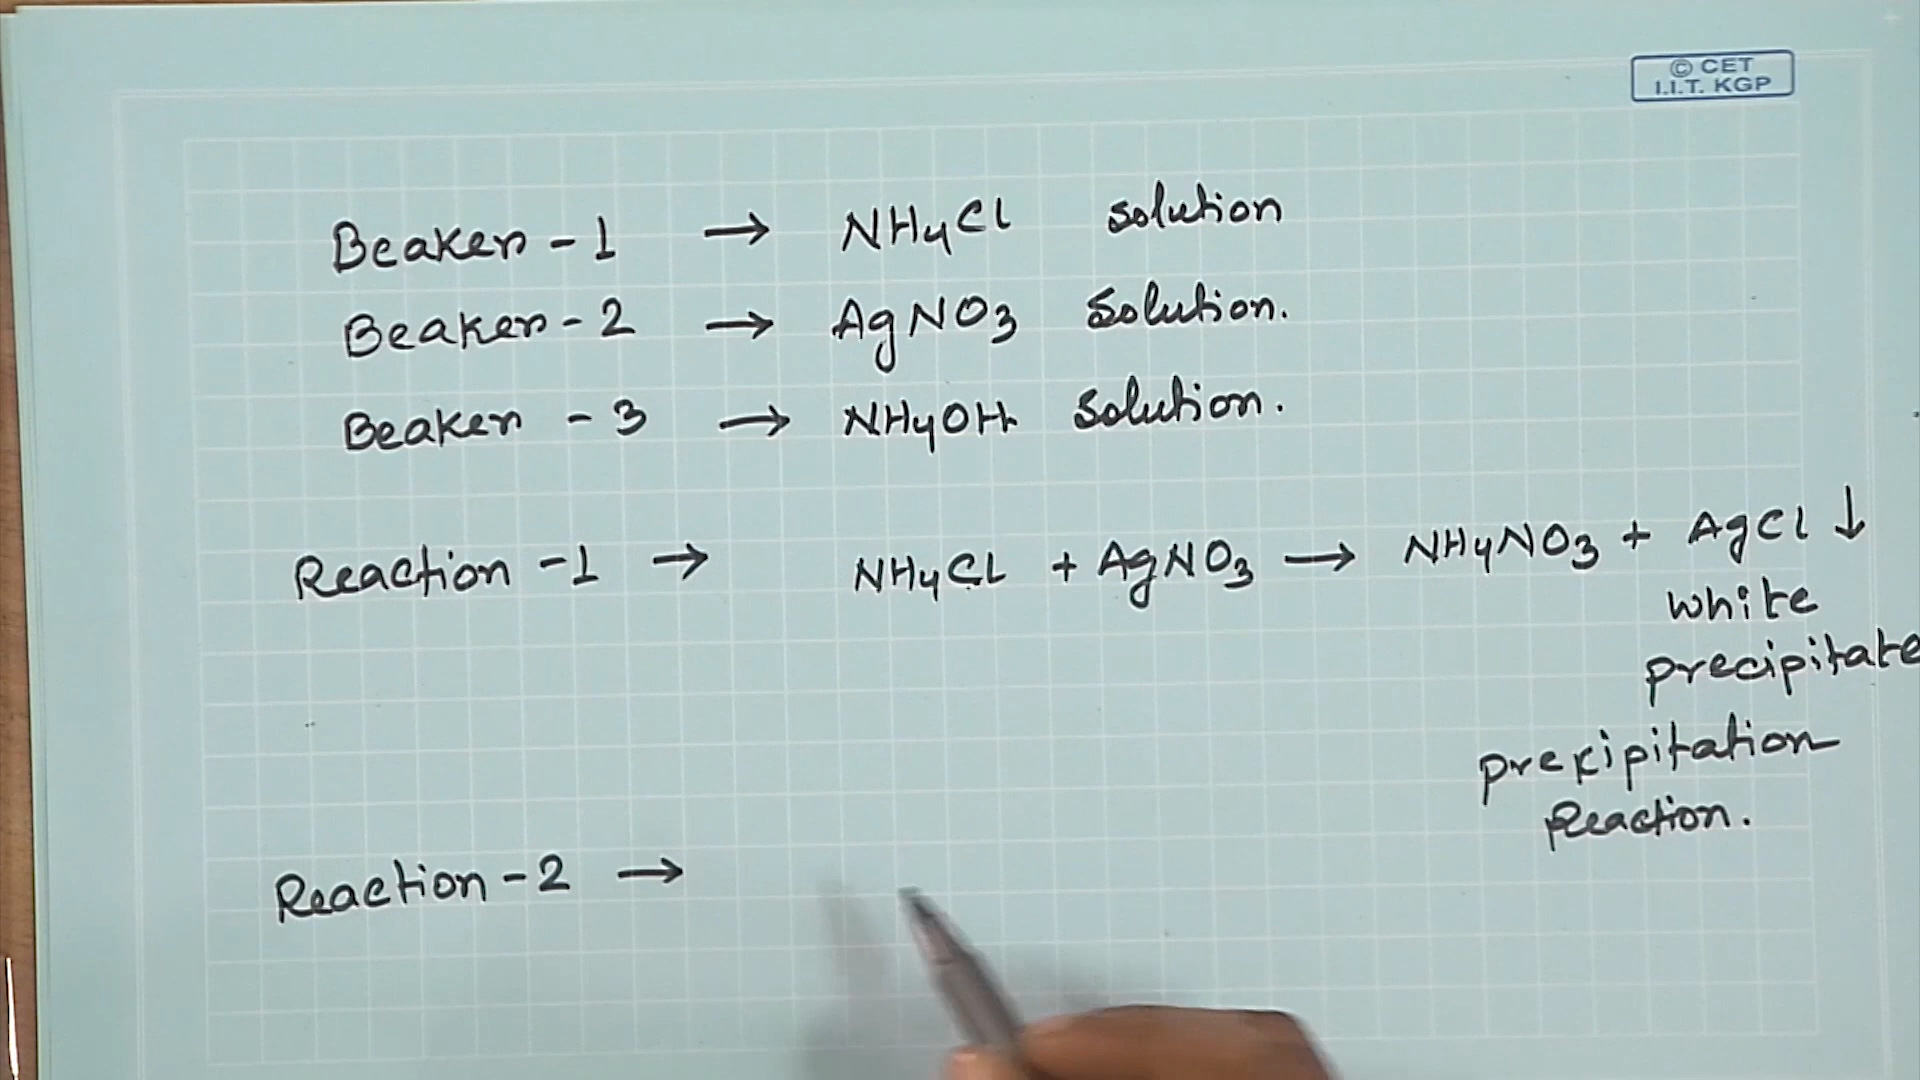 © CET
I.I.T. KGP
Beaker - 1 → NH4Cl solution
Beaker - 2 → AgNO3 solution.
Beaker - 3 → NH4OH solution.
Reaction - 1 → NH4Cl + AgNO3 → NH4NO3 + AgCl ↓
white
precipitate
precipitation
Reaction.
Reaction - 2 →